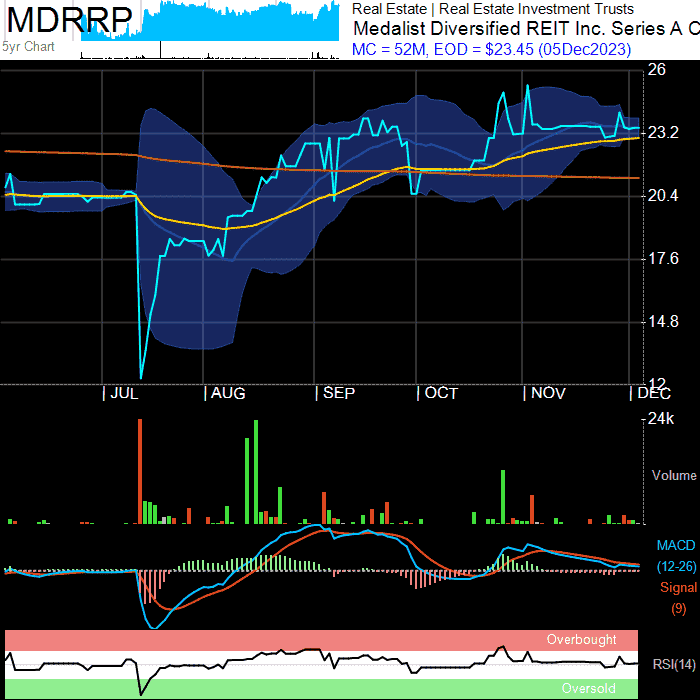 MDRRP
5yr Chart
Real Estate | Real Estate Investment Trusts
Medalist Diversified REIT Inc. Series A C
MC = 52M, EOD = $23.45 (05Dec2023)
26
23.2
20.4
17.6
14.8
12
JUL AUG SEP OCT NOV DEC
24k
Volume
MACD
(12-26)
Signal
(9)
Overbought
RSI(14)
Oversold